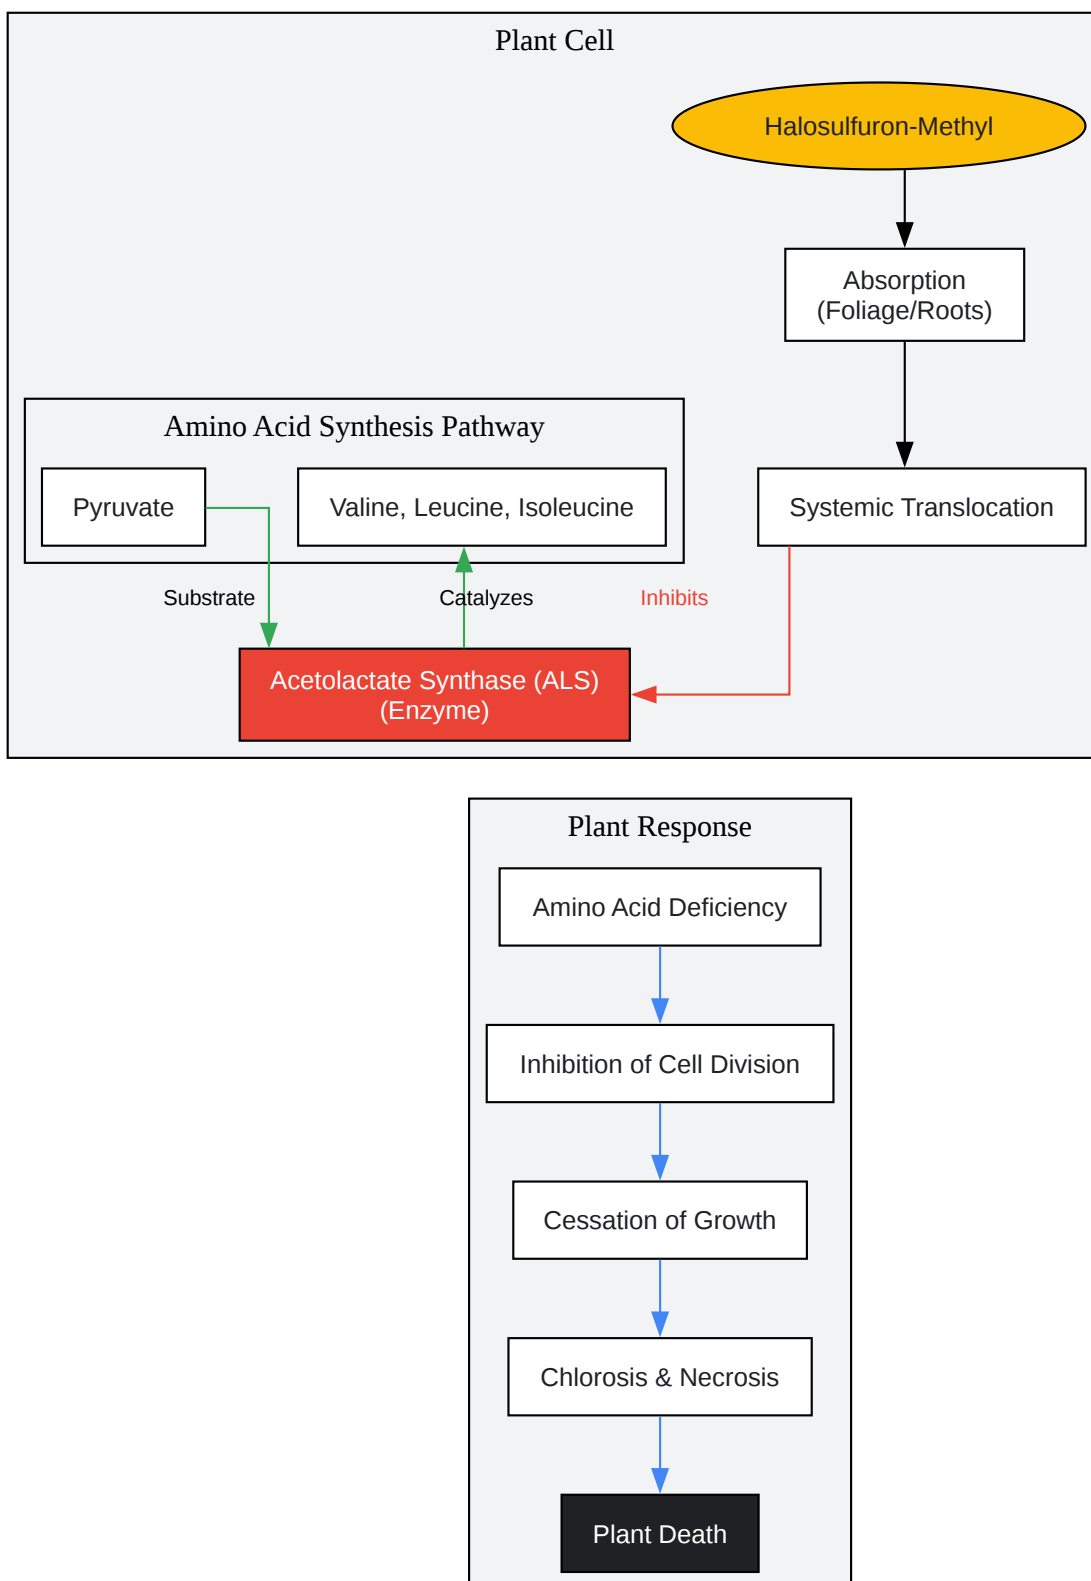 Plant Cell
Halosulfuron-Methyl
Absorption
(Foliage/Roots)
Amino Acid Synthesis Pathway
Pyruvate
Valine, Leucine, Isoleucine
Systemic Translocation
Substrate
Catalyzes
Inhibits
Acetolactate Synthase (ALS)
(Enzyme)
Plant Response
Amino Acid Deficiency
Inhibition of Cell Division
Cessation of Growth
Chlorosis & Necrosis
Plant Death